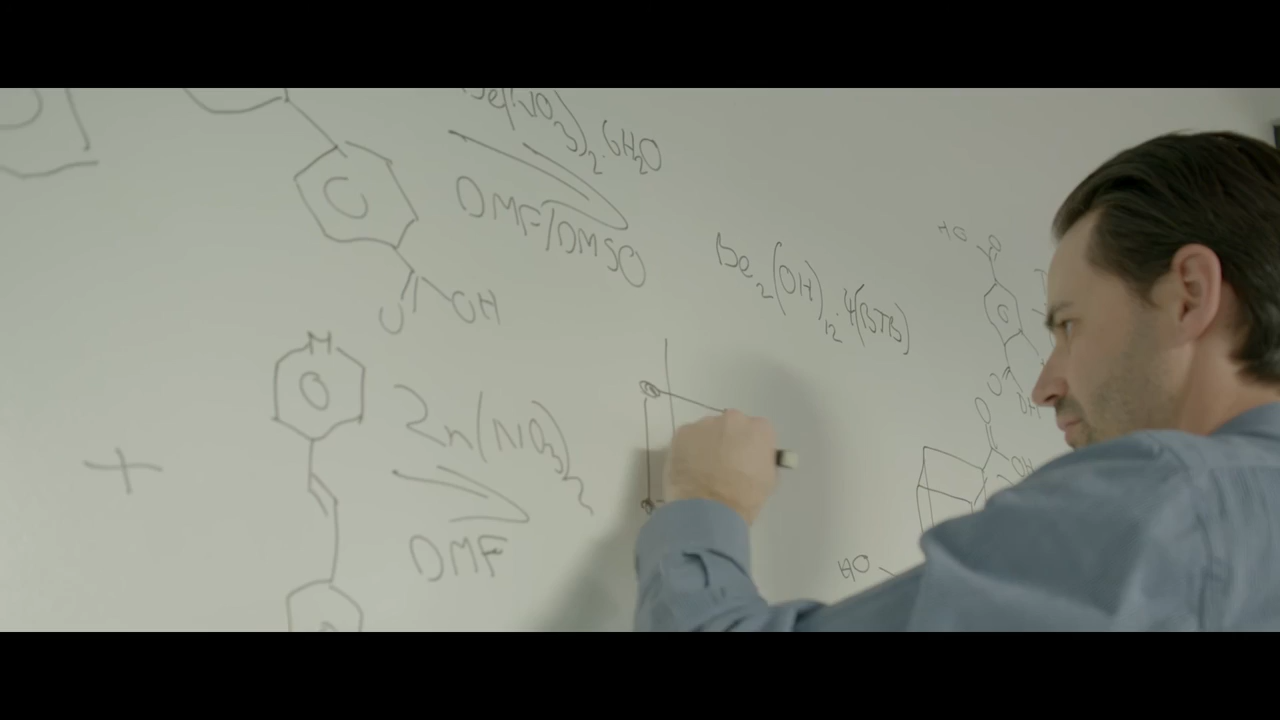 Be(NO3)2·6H2O
DMF/DMSO
O
OH
Be2(OH)12·4(BTB)
HO
O
O
OH
N
Zn(NO3)2
+
DMF
O
OH
HO